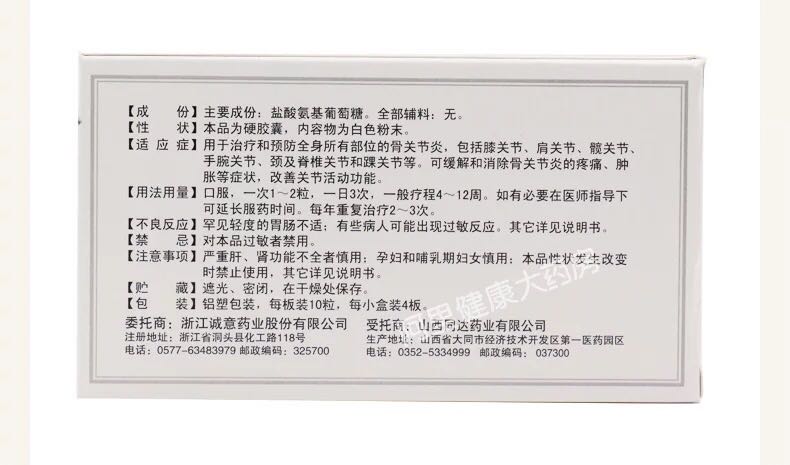 【成 份】主要成份：盐酸氨基葡萄糖。全部辅料：无。
【性 状】本品为硬胶囊，内容物为白色粉末。
【适 应 症】用于治疗和预防全身所有部位的骨关节炎，包括膝关节、肩关节、髋关节、
手腕关节、颈及脊椎关节和踝关节等。可缓解和消除骨关节炎的疼痛、肿
胀等症状，改善关节活动功能。
【用法用量】口服，一次1～2粒，一日3次，一般疗程4～12周。如有必要在医师指导下
可延长服药时间。每年重复治疗2～3次。
【不良反应】罕见轻度的胃肠不适；有些病人可能出现过敏反应。其它详见说明书。
【禁 忌】对本品过敏者禁用。
【注意事项】严重肝、肾功能不全者慎用；孕妇和哺乳期妇女慎用；本品性状发生改变
时禁止使用，其它详见说明书。
【贮 藏】遮光、密闭，在干燥处保存。
【包 装】铝塑包装，每板装10粒，每小盒装4板。
委托商：浙江诚意药业股份有限公司
注册地址：浙江省洞头县化工路118号
电话：0577-63483979 邮政编码：325700
受托商：山西同达药业有限公司
生产地址：山西省大同市经济技术开发区第一医药园区
电话：0352-5334999 邮政编码：037300
健康大药房